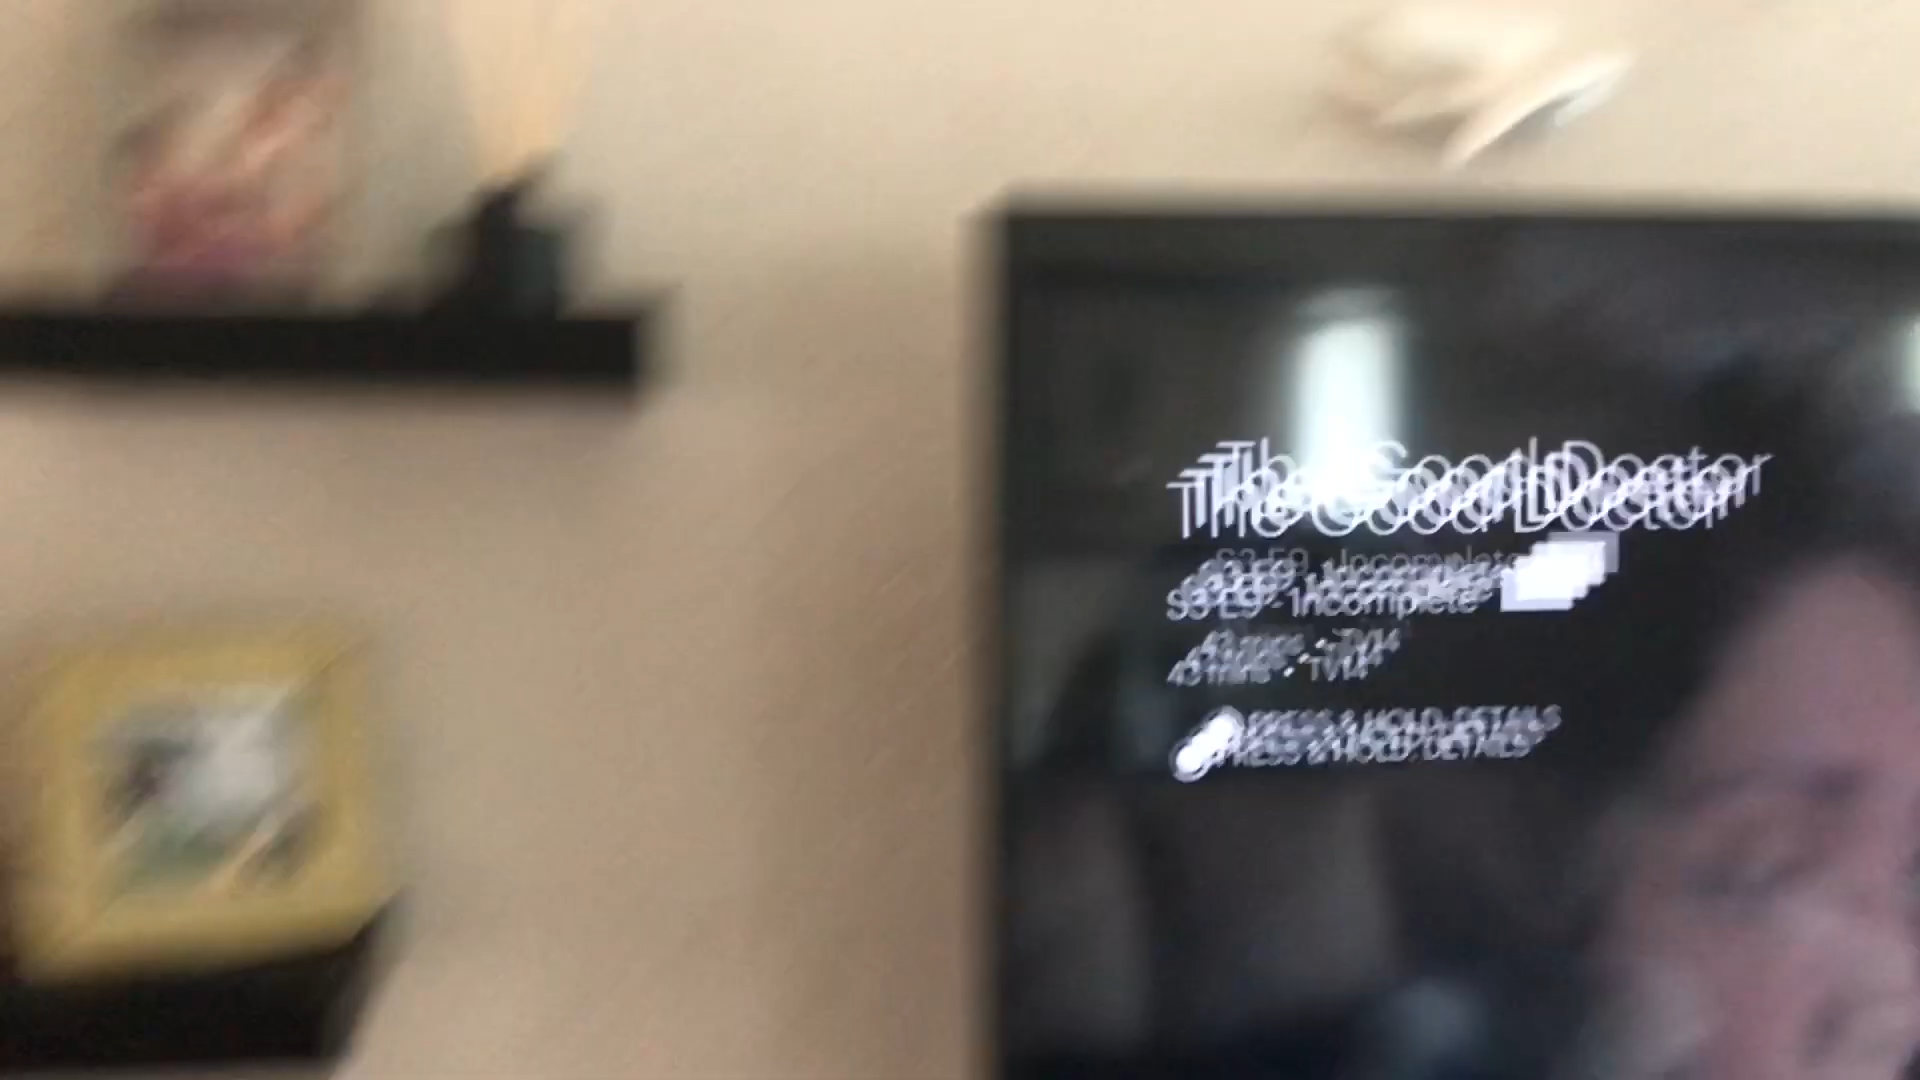 The Good Doctor
S3 E9 - Incomplete
43 mins • TV14
PRESS & HOLD: DETAILS